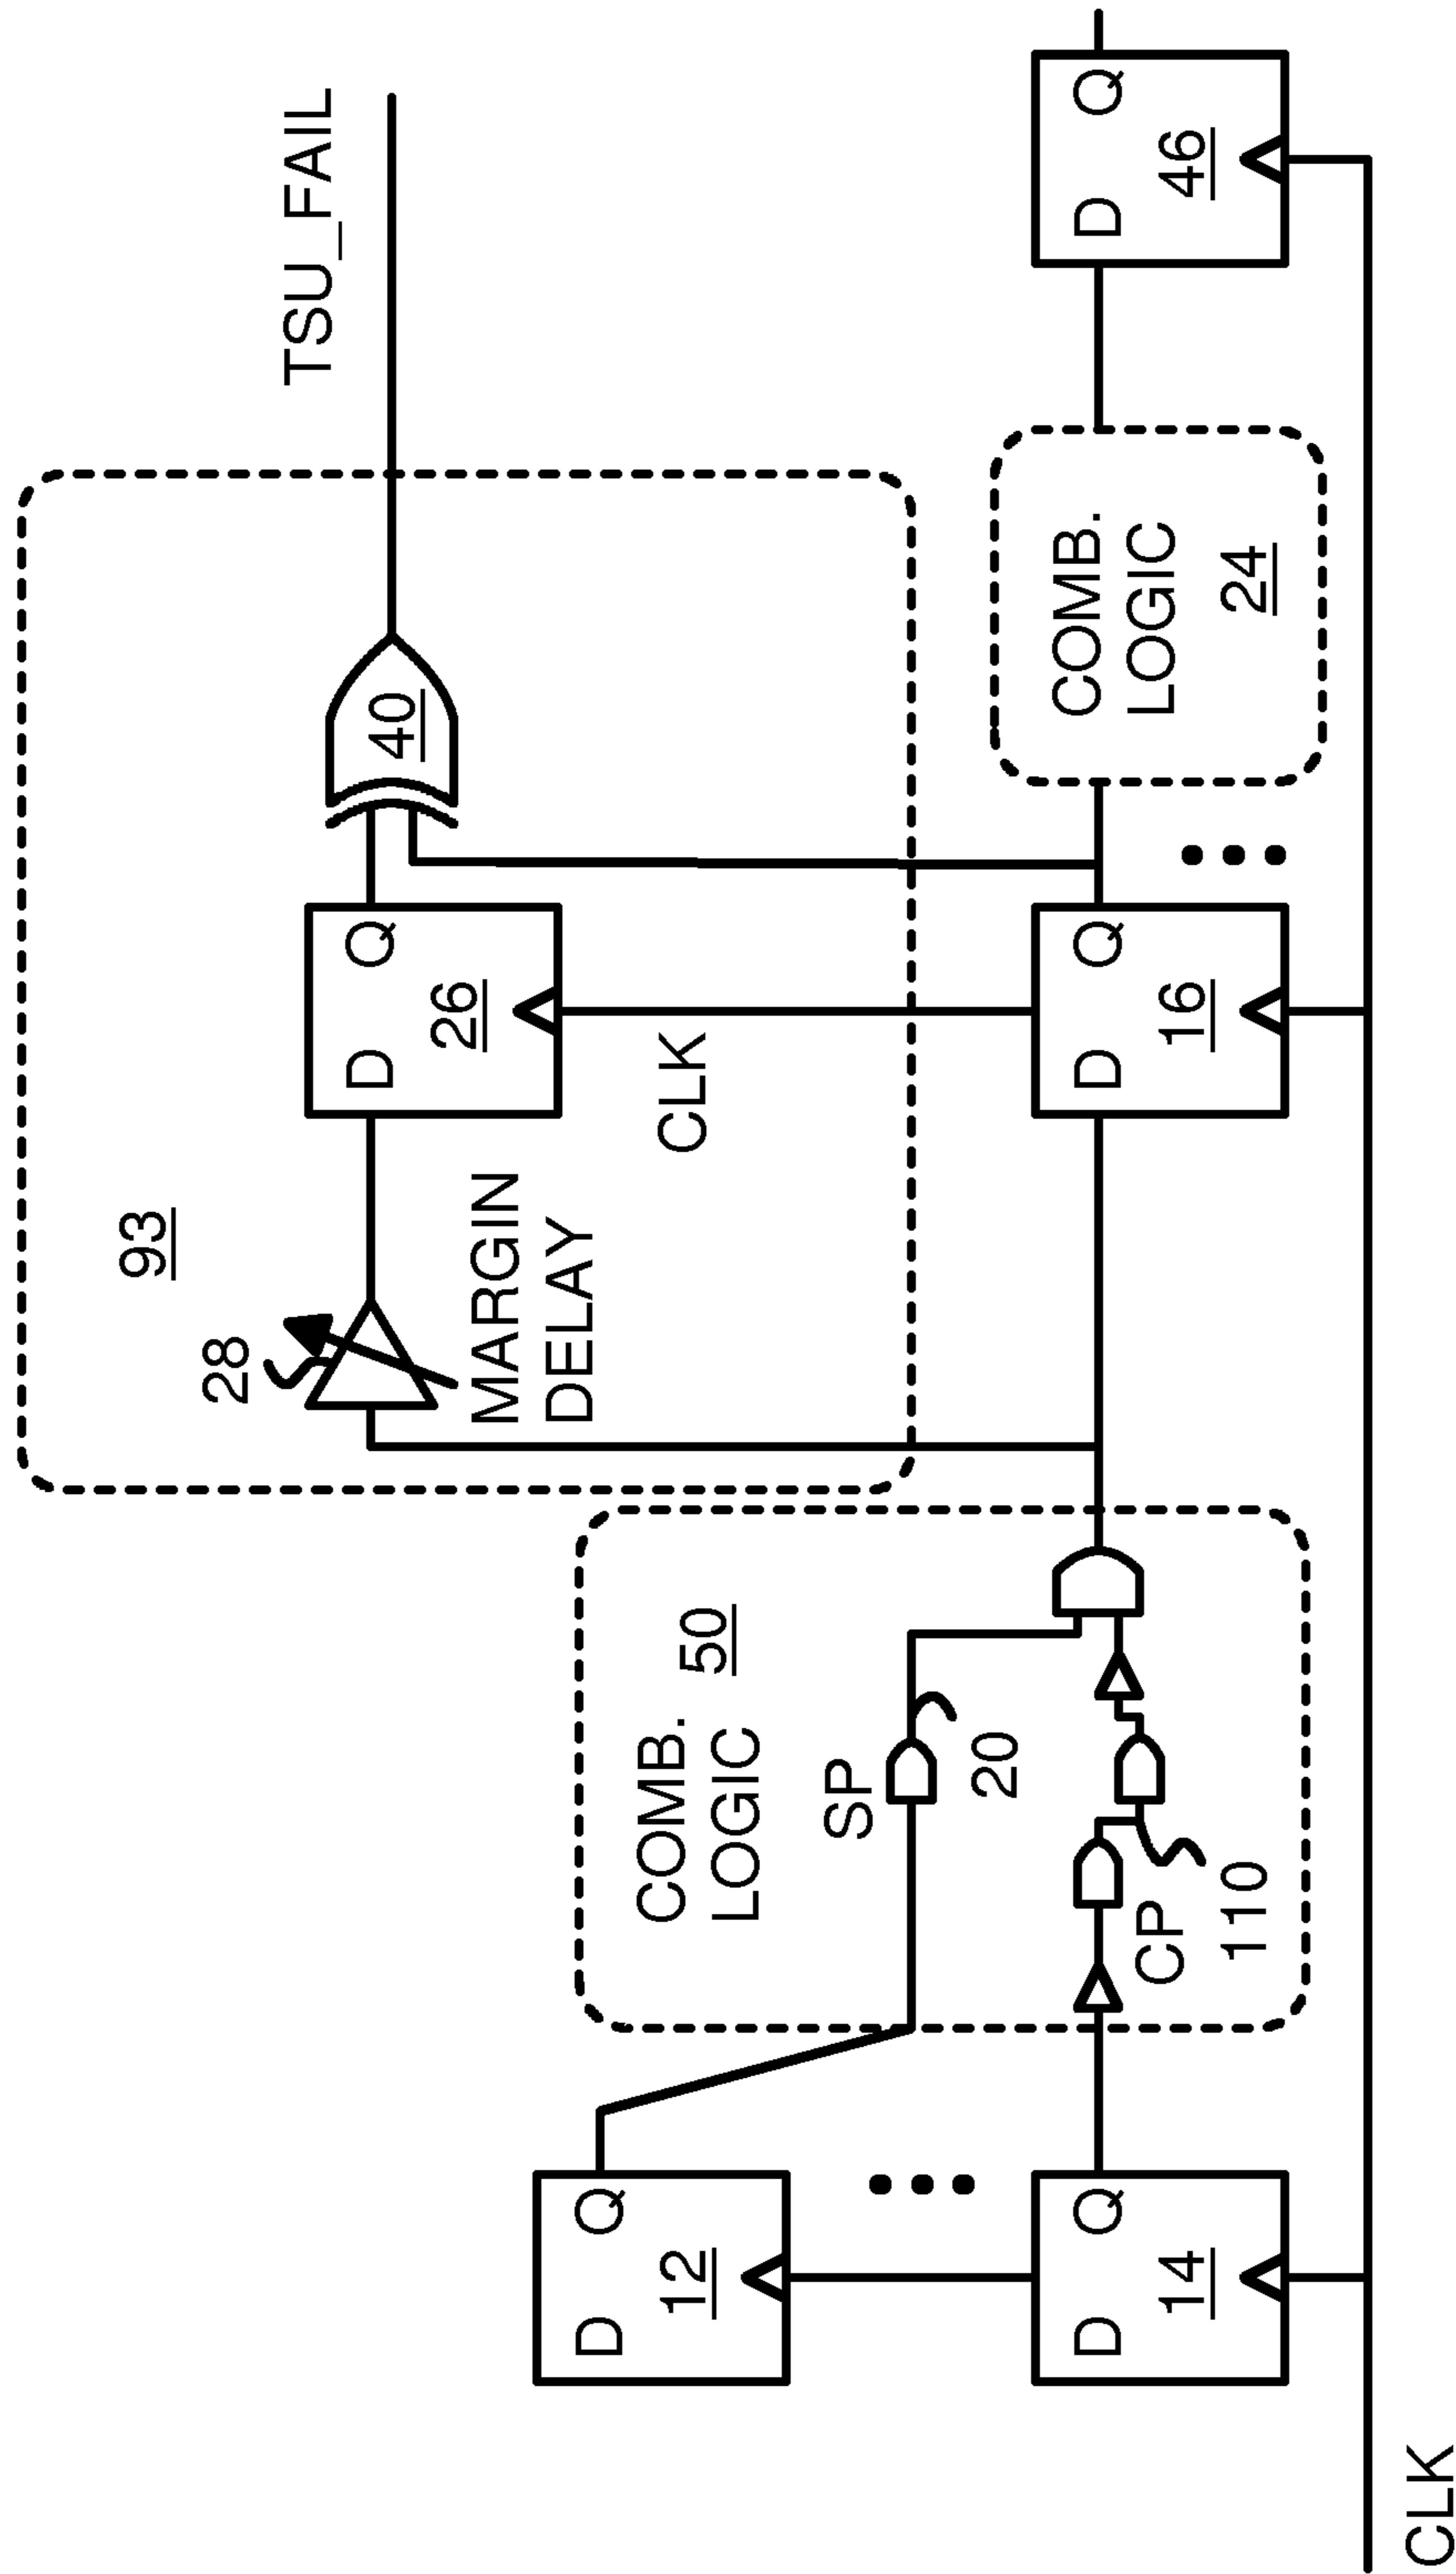 93
28
MARGIN
DELAY
D
Q
26
CLK
40
TSU_FAIL
D
Q
12
D
Q
14
COMB.
LOGIC
50
SP
20
CP
110
D
Q
16
COMB.
LOGIC
24
D
Q
46
CLK